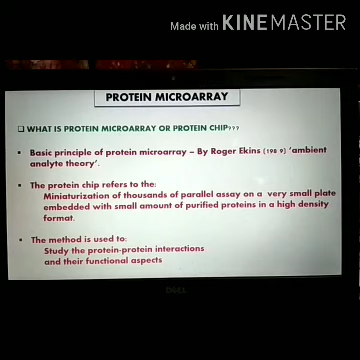 Made with KINEMASTER
PROTEIN MICROARRAY
❑ WHAT IS PROTEIN MICROARRAY OR PROTEIN CHIP???
▪ Basic principle of protein microarray – By Roger Ekins (1989) 'ambient
analyte theory'.
▪ The protein chip refers to the:
Miniaturization of thousands of parallel assay on a very small plate
embedded with small amount of purified proteins in a high density
format.
▪ The method is used to:
Study the protein-protein interactions
and their functional aspects
DELL